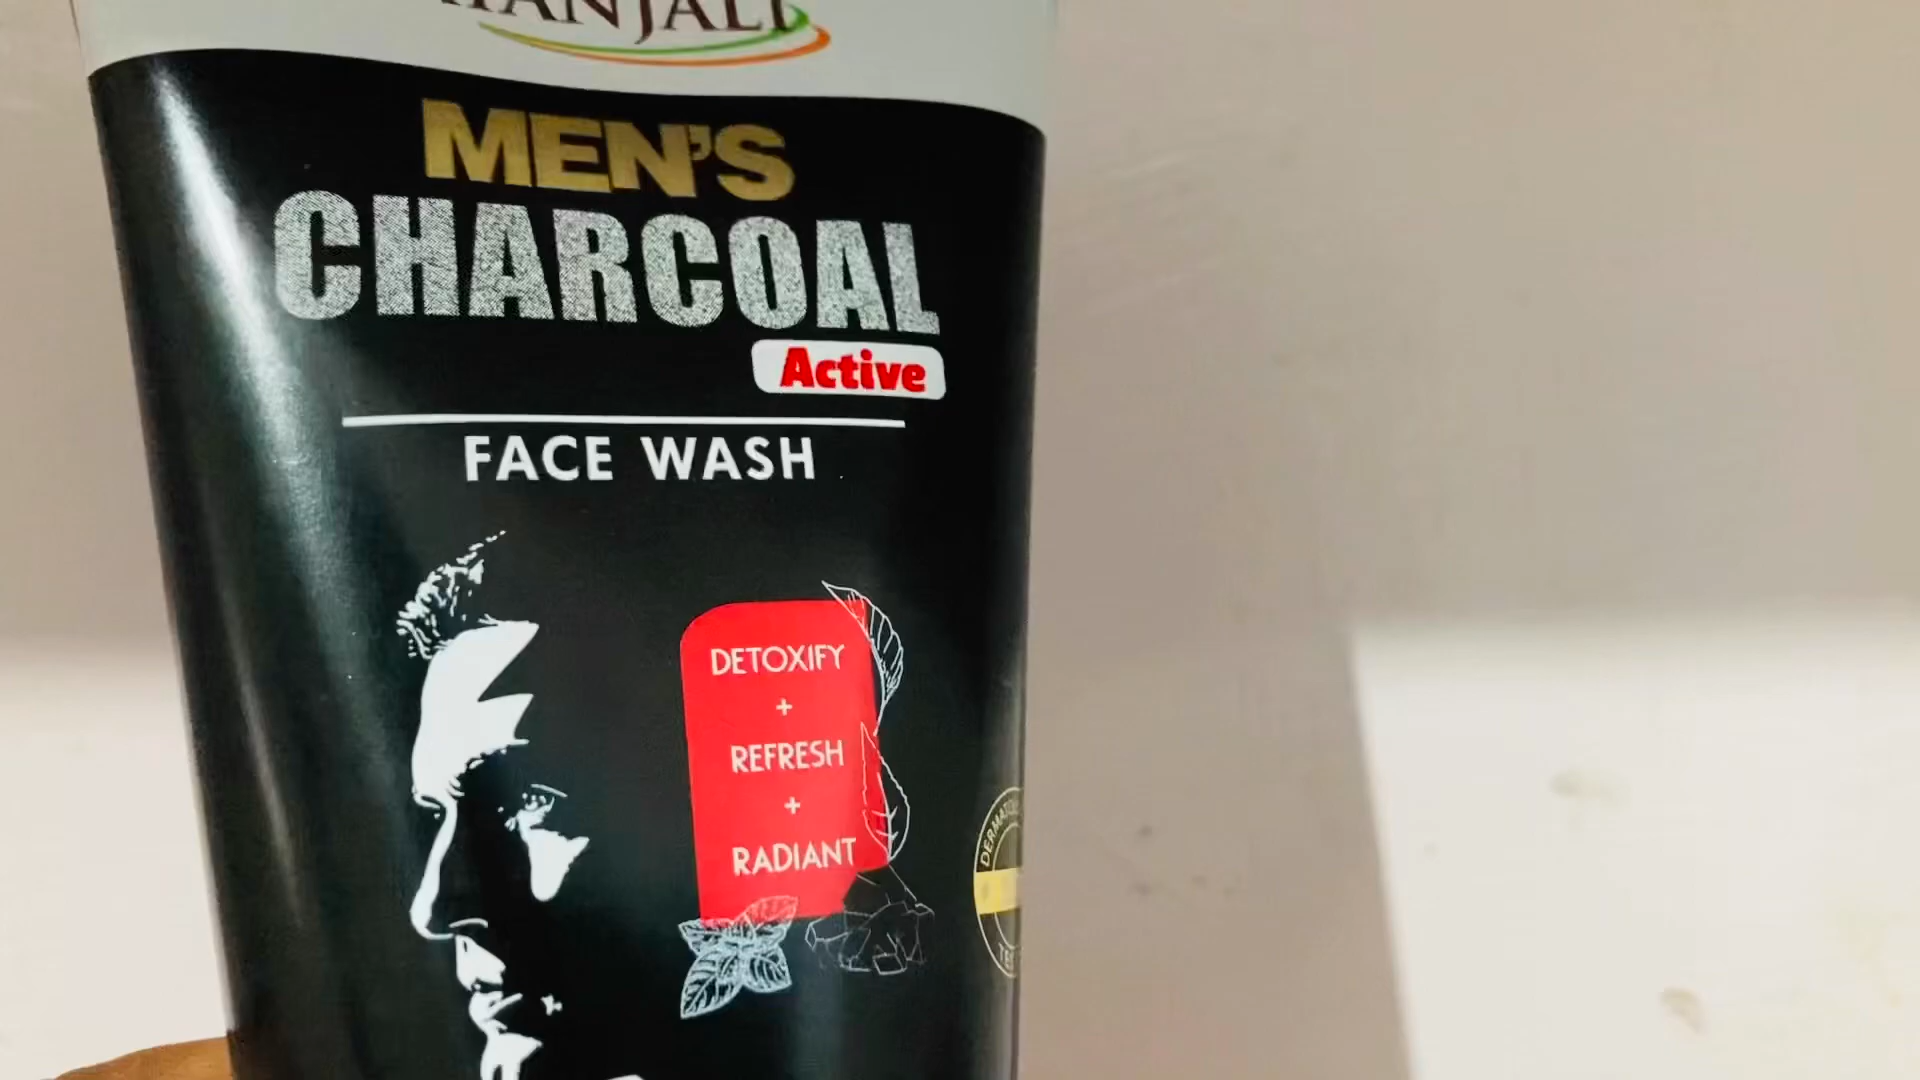 MEN'S
CHARCOAL
Active
FACE WASH
DETOXIFY
+
REFRESH
+
RADIANT